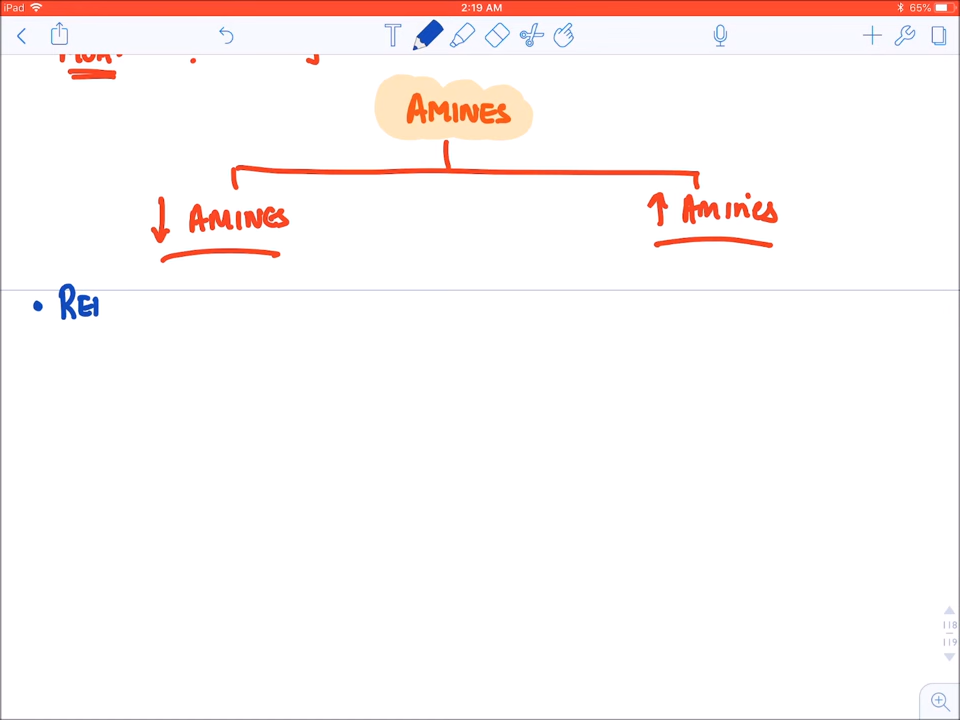 iPad 2:19 AM 65%
T
AMINES
↓ AMINES ↑ Amines
• REI
118
119